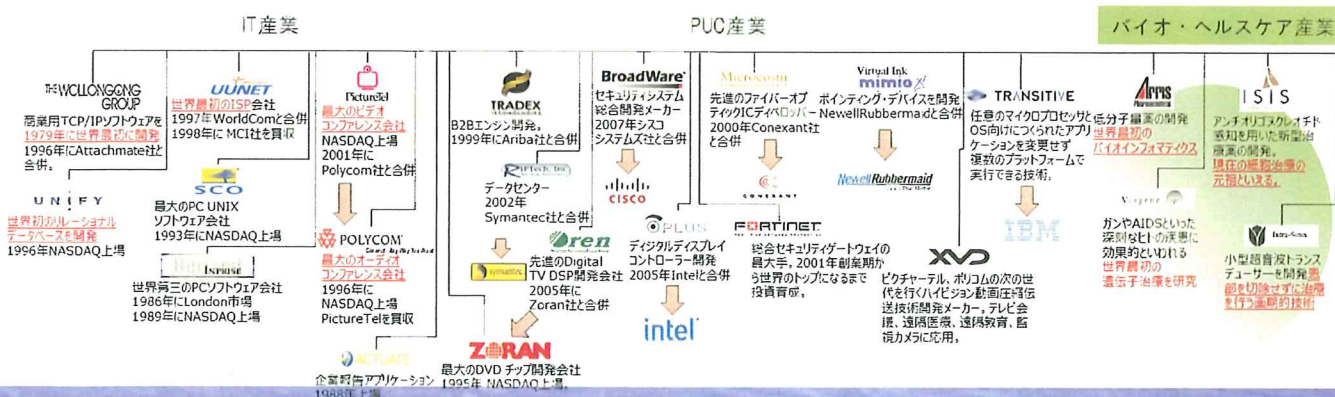 IT産業
PUC産業
バイオ・ヘルスケア産業
THE WOLLONGONG
GROUP
商業用TCP/IPソフトウェアを
1979年に世界最初に開発
1996年にAttachmate社と
合併。
UNIFY
世界初のリレーショナル
データベースを開発
1996年NASDAQ上場
UUNET
世界最初のISP会社
1997年WorldComと合併
1998年に MCI社を買収
SCO
最大のPC UNIX
ソフトウェア会社
1993年にNASDAQ上場
Borland
INPRISE
世界第三のPCソフトウェア会社
1986年にLondon市場
1989年にNASDAQ上場
PictureTel
最大のビデオ
コンファレンス会社
NASDAQ上場
2001年に
Polycom社と合併
POLYCOM
最大のオーディオ
コンファレンス会社
1996年に
NASDAQ上場
PictureTelを買収
ACTUATE
企業報告アプリケーション
1988年上場
TRADEX
B2Bエンジン開発。
1999年にAriba社と合併
RIPTech, Inc
データセンター
2002年
Symantec社と合併
symantec
Oren
先進のDigital
TV DSP開発会社
2005年に
Zoran社と合併
ZORAN
最大のDVD チップ開発会社
1995年 NASDAQ上場。
BroadWare
セキュリティシステム
総合開発メーカー
2007年シスコ
システムズ社と合併
CISCO
OPLUS
ディジタルディスプレイ
コントローラー開発
2005年Intelと合併
intel
Microcosm
先進のファイバーオプ
ティックICディベロッパー
2000年Conexant社
と合併
CONEXANT
FORTINET
総合セキュリティゲートウェイの
最大手。2001年創業期か
ら世界のトップになるまで
投資育成。
Virtual Ink
mimio
ポインティング・デバイスを開発
NewellRubbermaidと合併
NewellRubbermaid
XVD
ピクチャーテル、ポリコムの次の世
代を行くハイビジョン動画圧縮伝
送技術開発メーカー。テレビ会
議、遠隔医療、遠隔教育、監
視カメラに応用。
TRANSITIVE
任意のマイクロプロセッサと
OS向けにつくられたアプリ
ケーションを変更せず
複数のプラットフォームで
実行できる技術。
IBM
Arris
Pharmaceutical
低分子量薬の開発
世界最初の
バイオインフォマティクス
Viagene
ガンやAIDSといった
深刻なヒトの疾患に
効果的といわれる
世界最初の
遺伝子治療を研究
ISIS
アンチオリゴヌクレオチド
感知を用いた新型治
療薬の開発。
現在の細胞治療の
元祖といえる。
小型超音波トランス
デューサーを開発患
部を切除せずに治療
を行う画期的技術